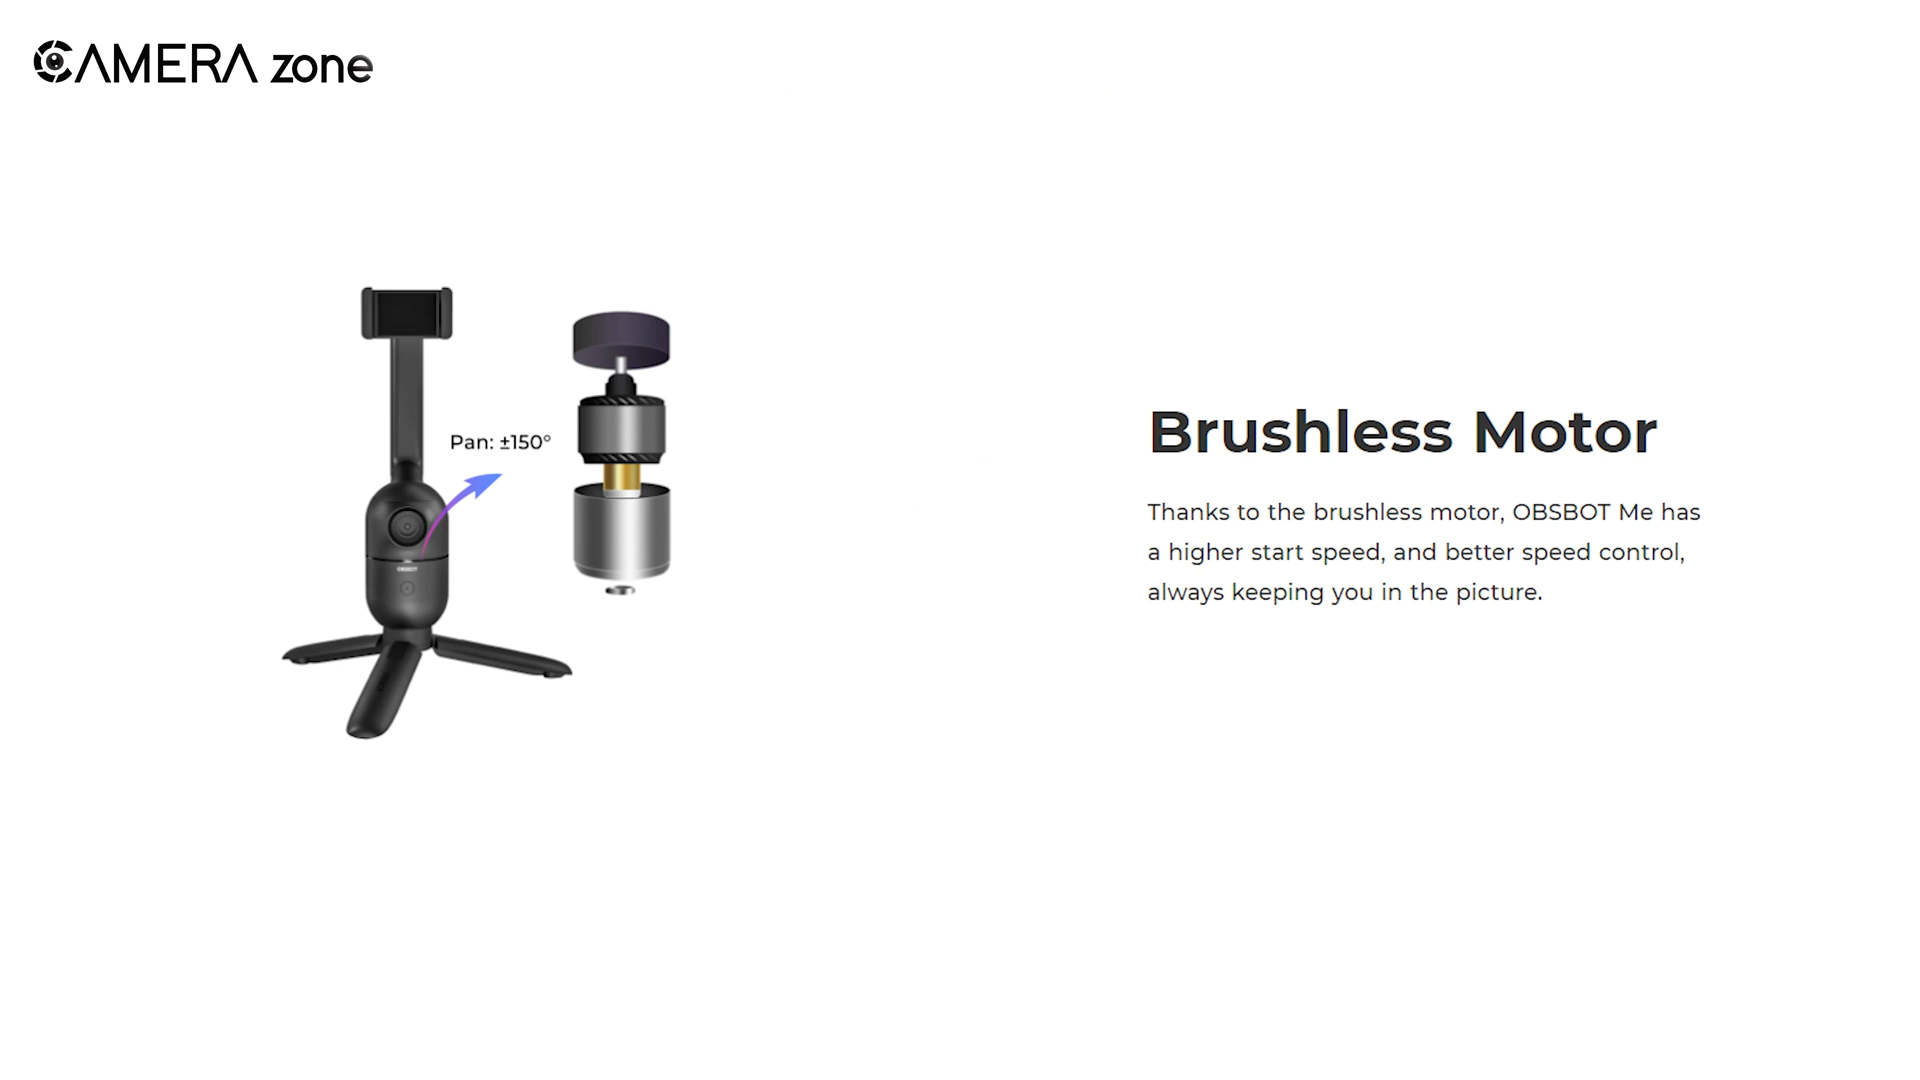 CAMERA zone
Pan: ±150°
OBSBOT
Brushless Motor
Thanks to the brushless motor, OBSBOT Me has
a higher start speed, and better speed control,
always keeping you in the picture.